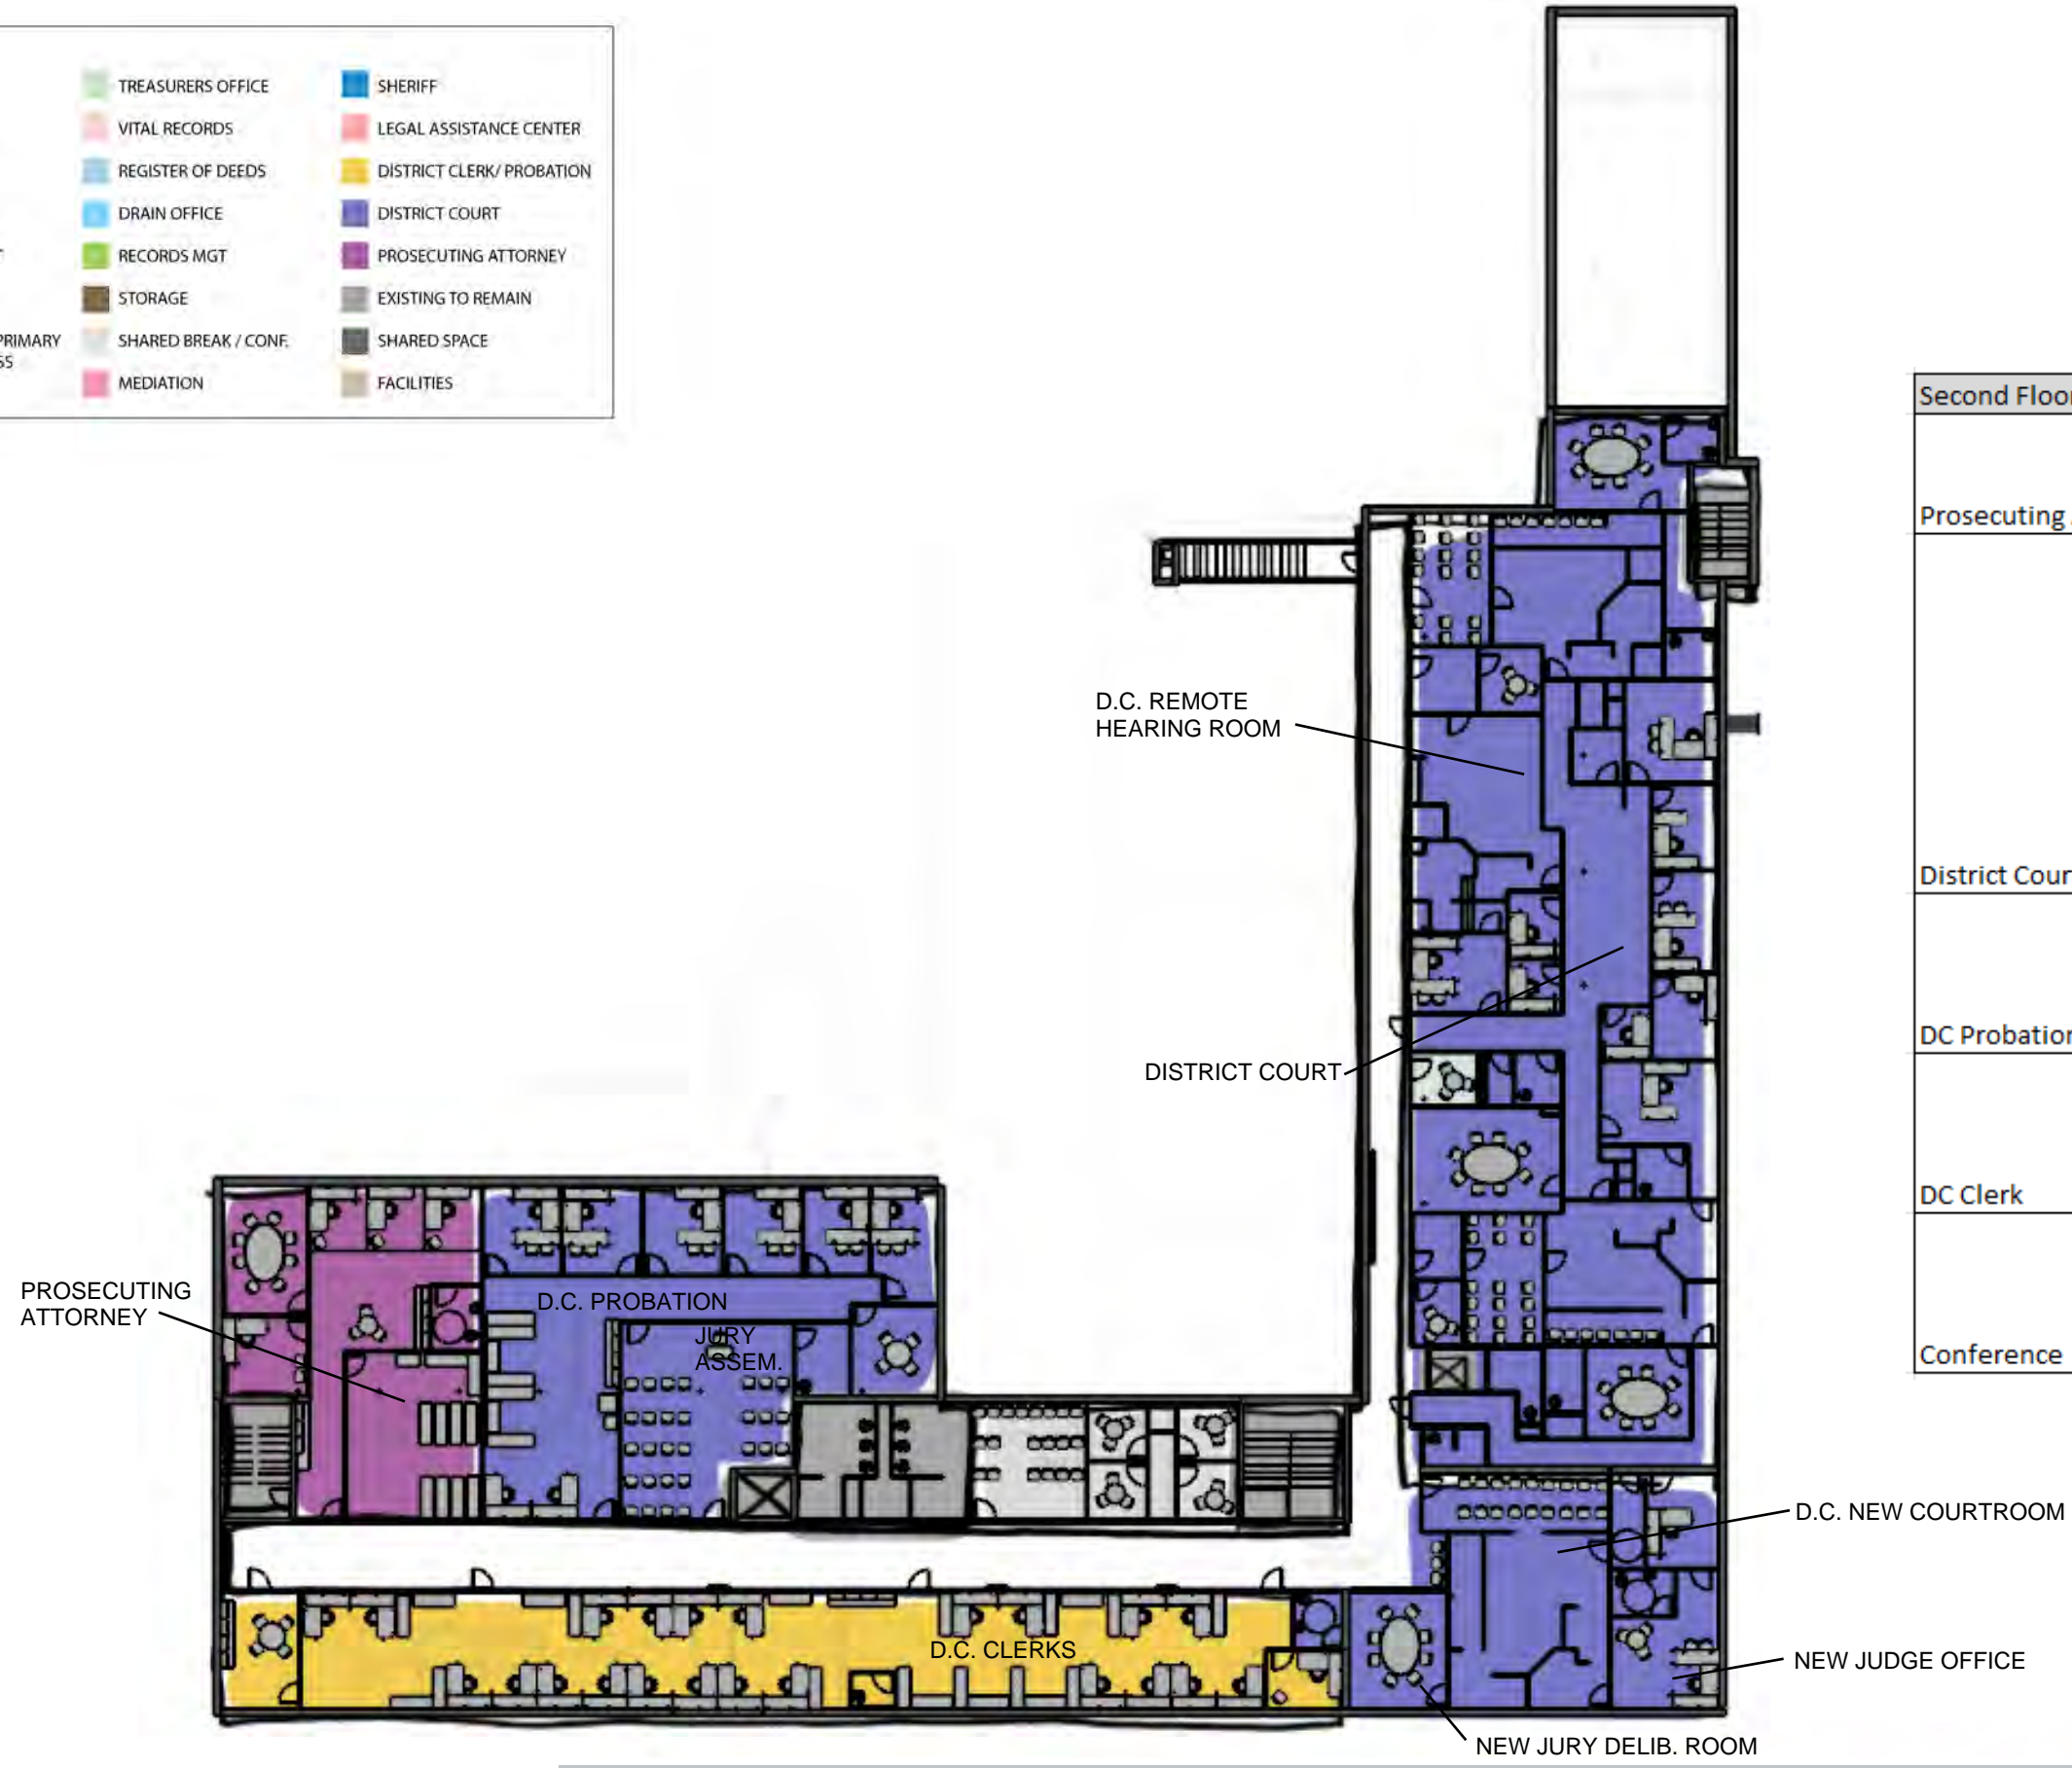 TREASURERS OFFICE
VITAL RECORDS
REGISTER OF DEEDS
DRAIN OFFICE
RECORDS MGT
STORAGE
PRIMARY
SS
SHARED BREAK / CONF.
MEDIATION
SHERIFF
LEGAL ASSISTANCE CENTER
DISTRICT CLERK/ PROBATION
DISTRICT COURT
PROSECUTING ATTORNEY
EXISTING TO REMAIN
SHARED SPACE
FACILITIES
Second Floor
Prosecuting
District Cour
DC Probation
DC Clerk
Conference
D.C. REMOTE
HEARING ROOM
DISTRICT COURT
PROSECUTING
ATTORNEY
D.C. PROBATION
JURY
ASSEM.
D.C. CLERKS
D.C. NEW COURTROOM
NEW JUDGE OFFICE
NEW JURY DELIB. ROOM